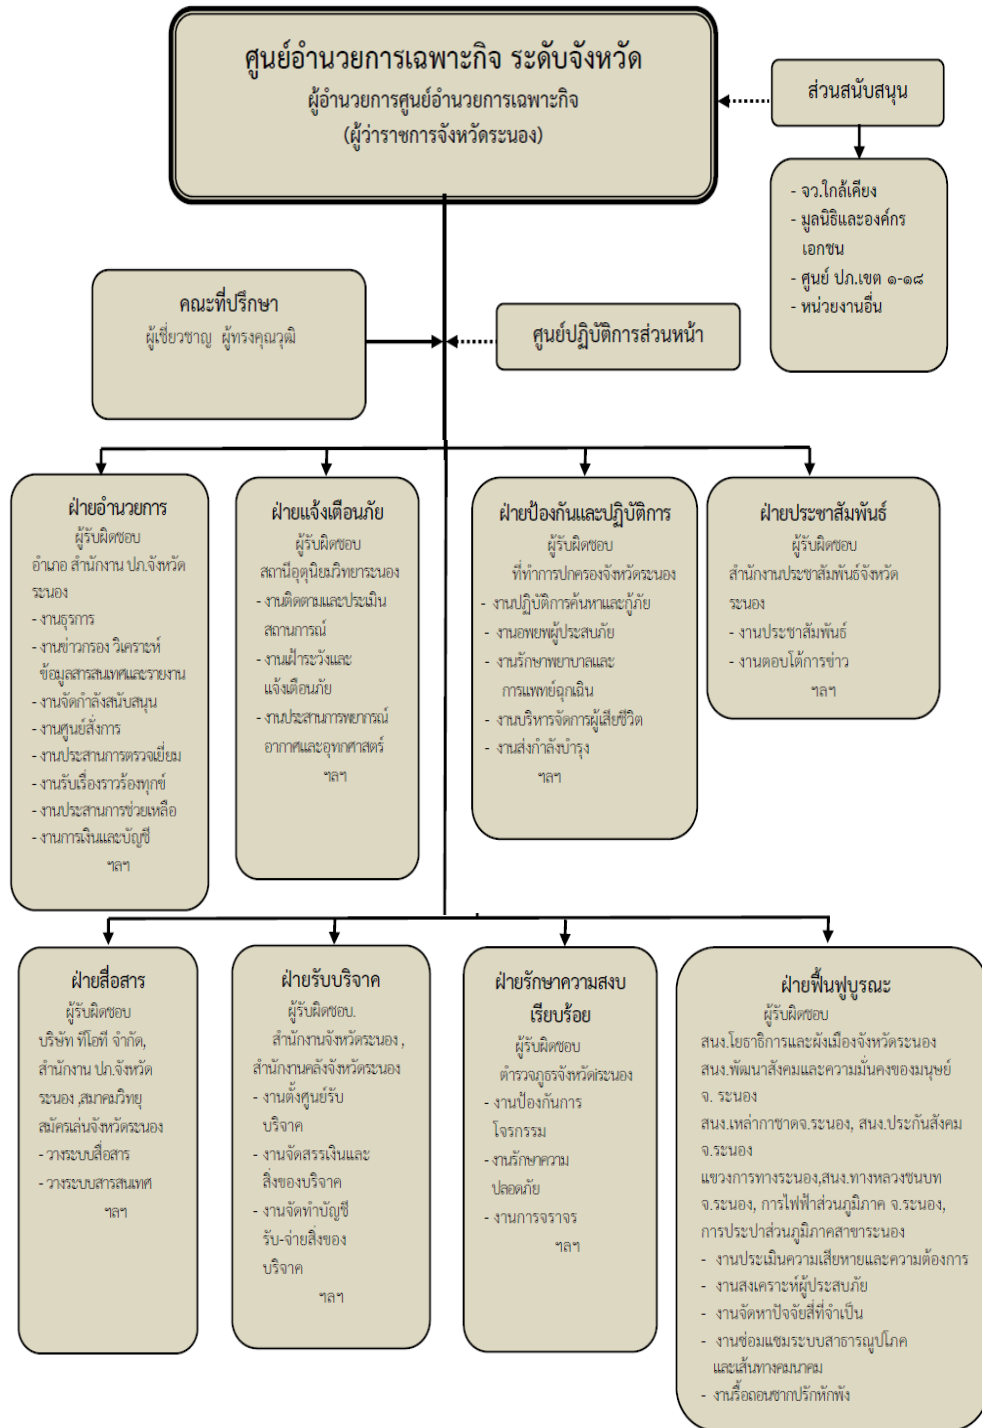 ศูนย์อำนวยการเฉพาะกิจ ระดับจังหวัด
ผู้อำนวยการศูนย์อำนวยการเฉพาะกิจ
(ผู้ว่าราชการจังหวัดระนอง)
ส่วนสนับสนุน
- จว.ใกล้เคียง
- มูลนิธิและองค์กร
เอกชน
- ศูนย์ ปภ.เขต ๑-๑๘
- หน่วยงานอื่น
คณะที่ปรึกษา
ผู้เชี่ยวชาญ ผู้ทรงคุณวุฒิ
ศูนย์ปฏิบัติการส่วนหน้า
ฝ่ายอำนวยการ
ผู้รับผิดชอบ
อำเภอ สำนักงาน ปภ.จังหวัด
ระนอง
- งานธุรการ
- งานข่าวกรอง วิเคราะห์
ข้อมูลสารสนเทศและรายงาน
- งานจัดกำลังสนับสนุน
- งานศูนย์สั่งการ
- งานประสานการตรวจเยี่ยม
- งานรับเรื่องราวร้องทุกข์
- งานประสานการช่วยเหลือ
- งานการเงินและบัญชี
ฯลฯ
ฝ่ายแจ้งเตือนภัย
ผู้รับผิดชอบ
สถานีอุตุนิยมวิทยาระนอง
- งานติดตามและประเมิน
สถานการณ์
- งานเฝ้าระวังและ
แจ้งเตือนภัย
- งานประสานการพยากรณ์
อากาศและอุทกศาสตร์
ฯลฯ
ฝ่ายป้องกันและปฏิบัติการ
ผู้รับผิดชอบ
ที่ทำการปกครองจังหวัดระนอง
- งานปฏิบัติการค้นหาและกู้ภัย
- งานอพยพผู้ประสบภัย
- งานรักษาพยาบาลและ
การแพทย์ฉุกเฉิน
- งานบริหารจัดการผู้เสียชีวิต
- งานส่งกำลังบำรุง
ฯลฯ
ฝ่ายประชาสัมพันธ์
ผู้รับผิดชอบ
สำนักงานประชาสัมพันธ์จังหวัด
ระนอง
- งานประชาสัมพันธ์
- งานตอบโต้การข่าว
ฯลฯ
ฝ่ายสื่อสาร
ผู้รับผิดชอบ
บริษัท ทีโอที จำกัด,
สำนักงาน ปภ.จังหวัด
ระนอง ,สมาคมวิทยุ
สมัครเล่นจังหวัดระนอง
- วางระบบสื่อสาร
- วางระบบสารสนเทศ
ฯลฯ
ฝ่ายรับบริจาค
ผู้รับผิดชอบ.
สำนักงานจังหวัดระนอง ,
สำนักงานคลังจังหวัดระนอง
- งานตั้งศูนย์รับ
บริจาค
- งานจัดสรรเงินและ
สิ่งของบริจาค
- งานจัดทำบัญชี
รับ-จ่ายสิ่งของ
บริจาค
ฯลฯ
ฝ่ายรักษาความสงบ
เรียบร้อย
ผู้รับผิดชอบ
ตำรวจภูธรจังหวัดระนอง
- งานป้องกันการ
โจรกรรม
- งานรักษาความ
ปลอดภัย
- งานการจราจร
ฯลฯ
ฝ่ายฟื้นฟูบูรณะ
ผู้รับผิดชอบ
สนง.โยธาธิการและผังเมืองจังหวัดระนอง
สนง.พัฒนาสังคมและความมั่นคงของมนุษย์
จ. ระนอง
สนง.เหล่ากาชาดจ.ระนอง, สนง.ประกันสังคม
จ.ระนอง
แขวงการทางระนอง,สนง.ทางหลวงชนบท
จ.ระนอง, การไฟฟ้าส่วนภูมิภาค จ.ระนอง,
การประปาส่วนภูมิภาคสาขาระนอง
- งานประเมินความเสียหายและความต้องการ
- งานสงเคราะห์ผู้ประสบภัย
- งานจัดหาปัจจัยสี่ที่จำเป็น
- งานซ่อมแซมระบบสาธารณูปโภค
และเส้นทางคมนาคม
- งานรื้อถอนซากปรักหักพัง